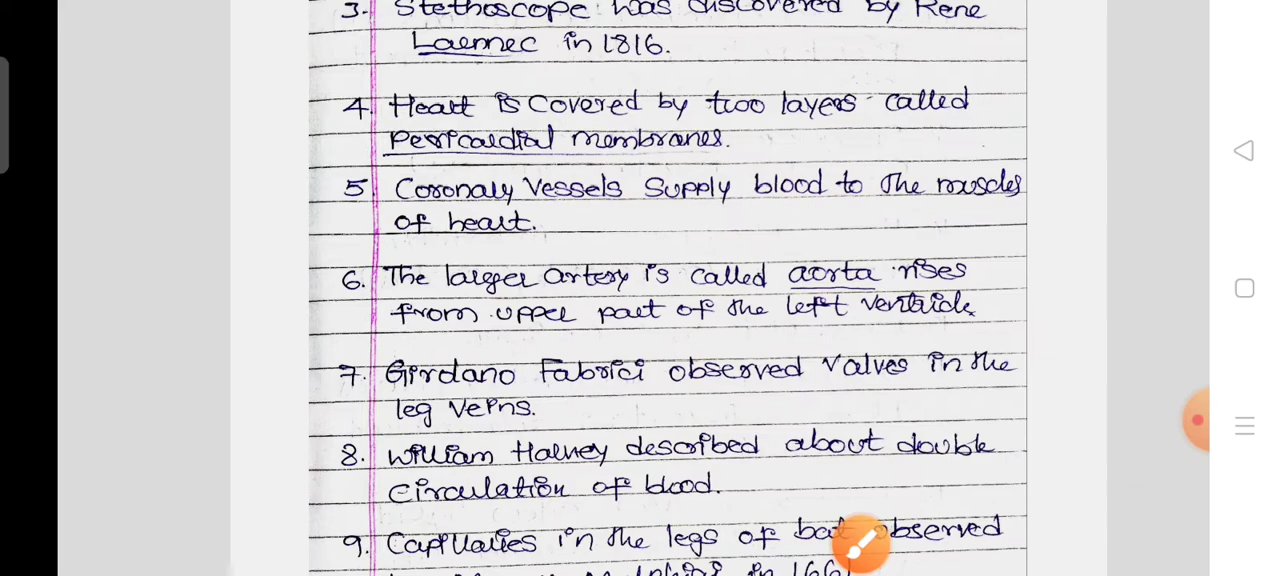 3. Stethoscope was discovered by Rene
Laennec in 1816.
4. Heart is covered by two layers called
Pericardial membranes.
5. Coronary Vessels supply blood to the muscles
of heart.
6. The larger artery is called aorta rises
from upper part of the left ventricle
7. Girdano Fabrici observed valves in the
leg veins.
8. William Harvey described about double
circulation of blood.
9. Capillaries in the legs of bat observed
in 1661